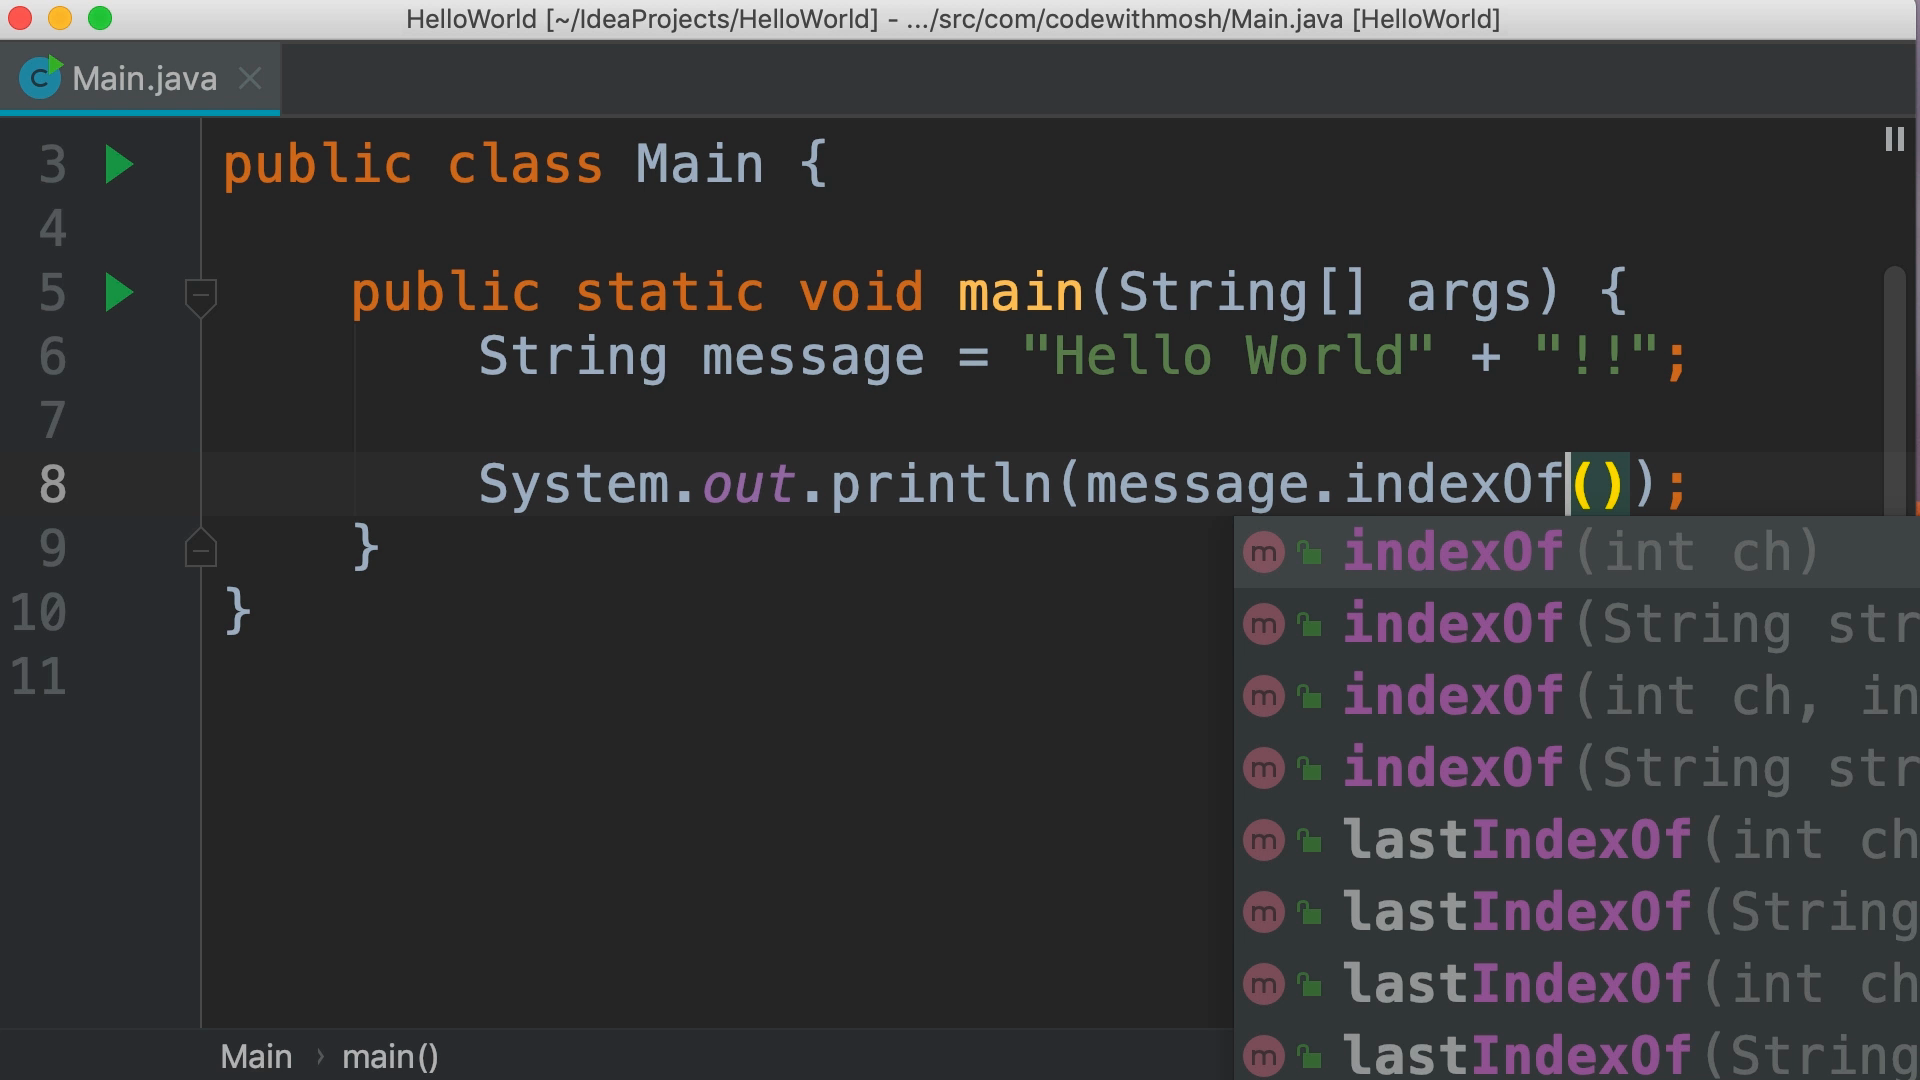 HelloWorld [~/IdeaProjects/HelloWorld] - .../src/com/codewithmosh/Main.java [HelloWorld]
Main.java
3 public class Main {
4
5 public static void main(String[] args) {
6 String message = "Hello World" + "!!";
7
8 System.out.println(message.indexOf());
9 }
10 }
11
m indexOf(int ch)
m indexOf(String str
m indexOf(int ch, in
m indexOf(String str
m lastIndexOf(int ch
m lastIndexOf(String
m lastIndexOf(int ch
m lastIndexOf(String
Main › main()